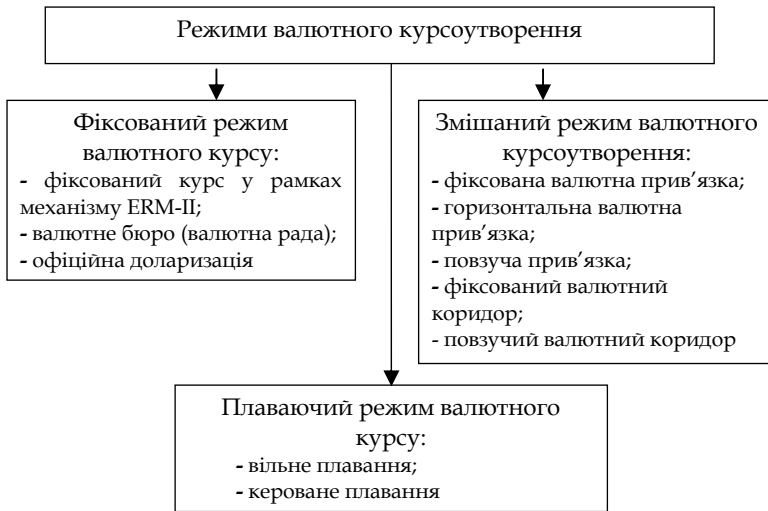 Режими валютного курсоутворення
Фіксований режим
валютного курсу:
- фіксований курс у рамках
механізму ERM-II;
- валютне бюро (валютна рада);
- офіційна доларизація
Змішаний режим валютного
курсоутворення:
- фіксована валютна прив’язка;
- горизонтальна валютна
прив’язка;
- повзуча прив’язка;
- фіксований валютний
коридор;
- повзучий валютний коридор
Плаваючий режим валютного
курсу:
- вільне плавання;
- кероване плавання